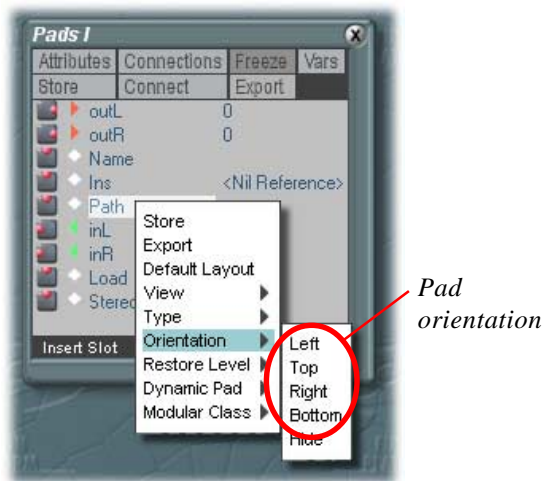 Pads I
X
Attributes Connections Freeze Vars
Store Connect Export
outL 0
outR 0
Name
Ins <Nil Reference>
Path
inL
inR
Load
Stereo
Insert Slot
Store
Export
Default Layout
View
Type
Orientation
Restore Level
Dynamic Pad
Modular Class
Left
Top
Right
Bottom
Hide
Pad
orientation